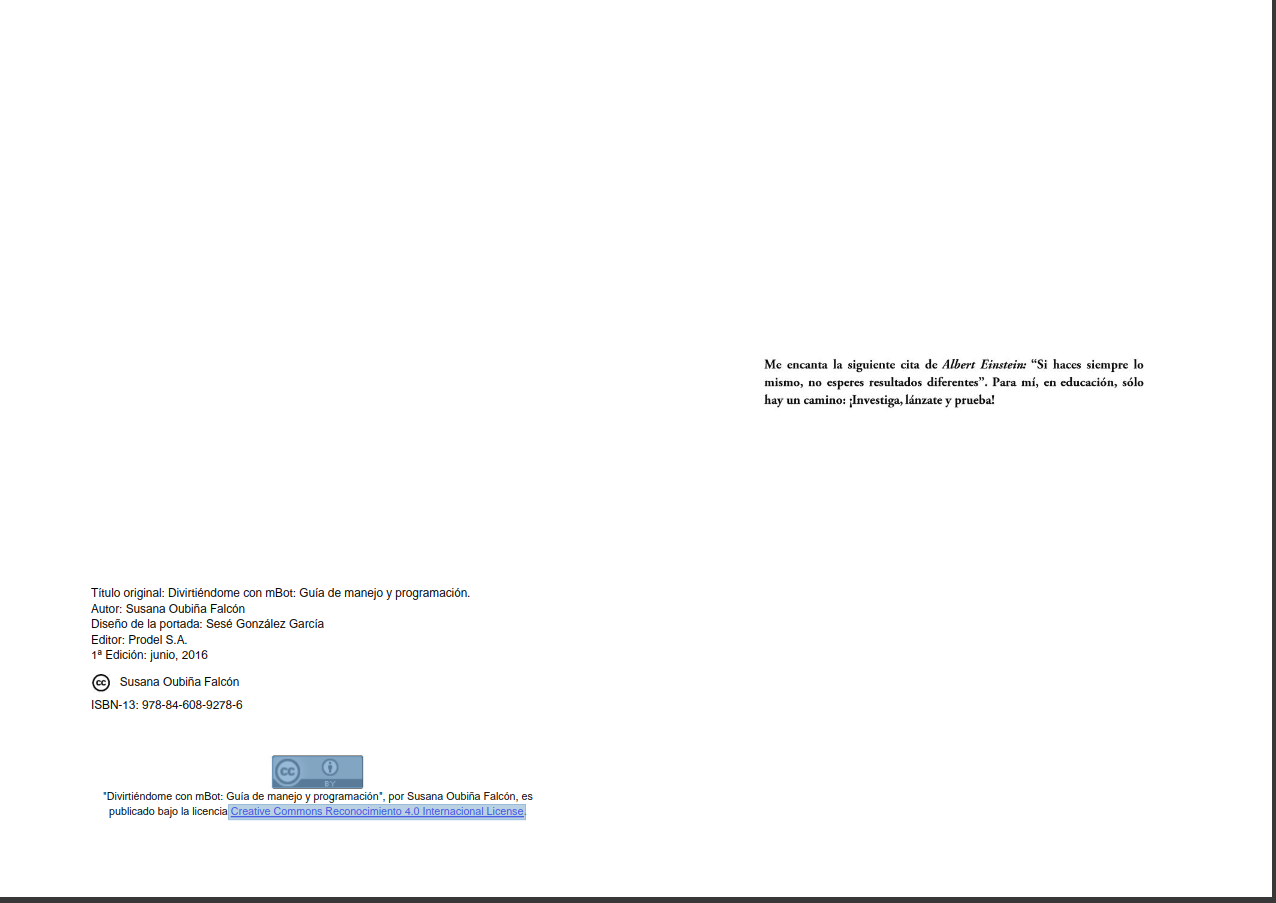 Título original: Divirtiéndome con mBot: Guía de manejo y programación.
Autor: Susana Oubiña Falcón
Diseño de la portada: Sesé González García
Editor: Prodel S.A.
1ª Edición: junio, 2016
cc Susana Oubiña Falcón
ISBN-13: 978-84-608-9278-6
cc
BY
"Divirtiéndome con mBot: Guía de manejo y programación", por Susana Oubiña Falcón, es
publicado bajo la licencia Creative Commons Reconocimiento 4.0 Internacional License.
Me encanta la siguiente cita de Albert Einstein: “Si haces siempre lo
mismo, no esperes resultados diferentes”. Para mí, en educación, sólo
hay un camino: ¡Investiga, lánzate y prueba!